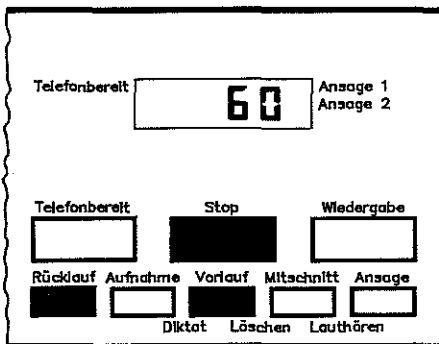 Telefonbereit 60 Ansage 1
Ansage 2
Telefonbereit Stop Wiedergabe
Rücklauf Aufnahme Vorlauf Mitschnitt Ansage
Diktat Löschen Lauthören